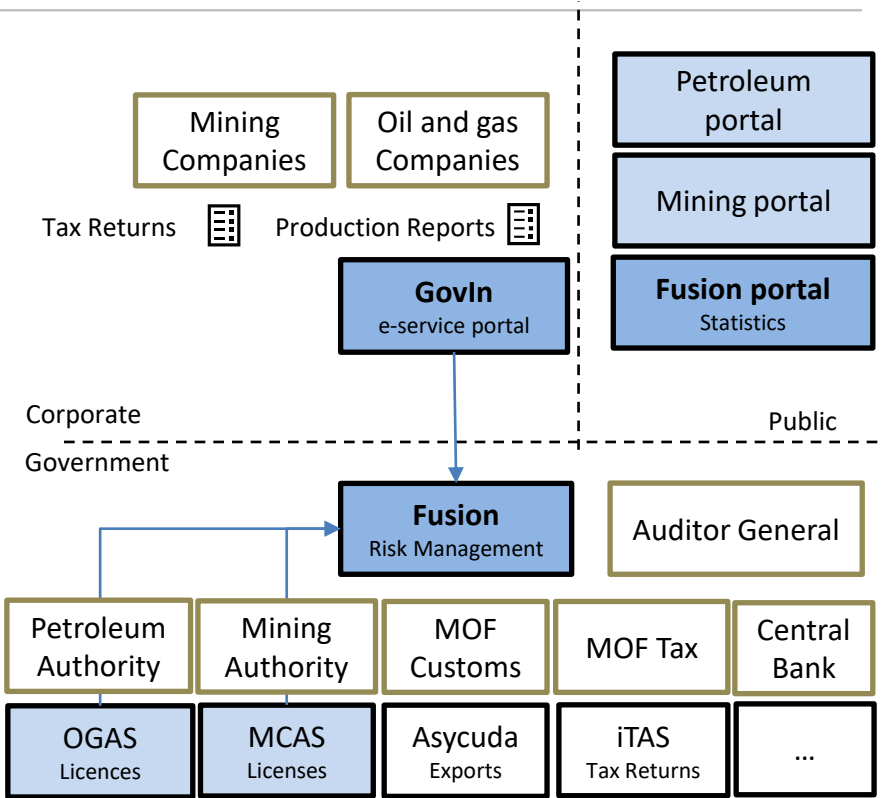 Petroleum
portal
Mining
Companies
Oil and gas
Companies
Mining portal
Tax Returns
Production Reports
GovIn
e-service portal
Fusion portal
Statistics
Corporate
Public
Government
Fusion
Risk Management
Auditor General
Petroleum
Authority
Mining
Authority
MOF
Customs
MOF Tax
Central
Bank
OGAS
Licences
MCAS
Licenses
Asycuda
Exports
iTAS
Tax Returns
...